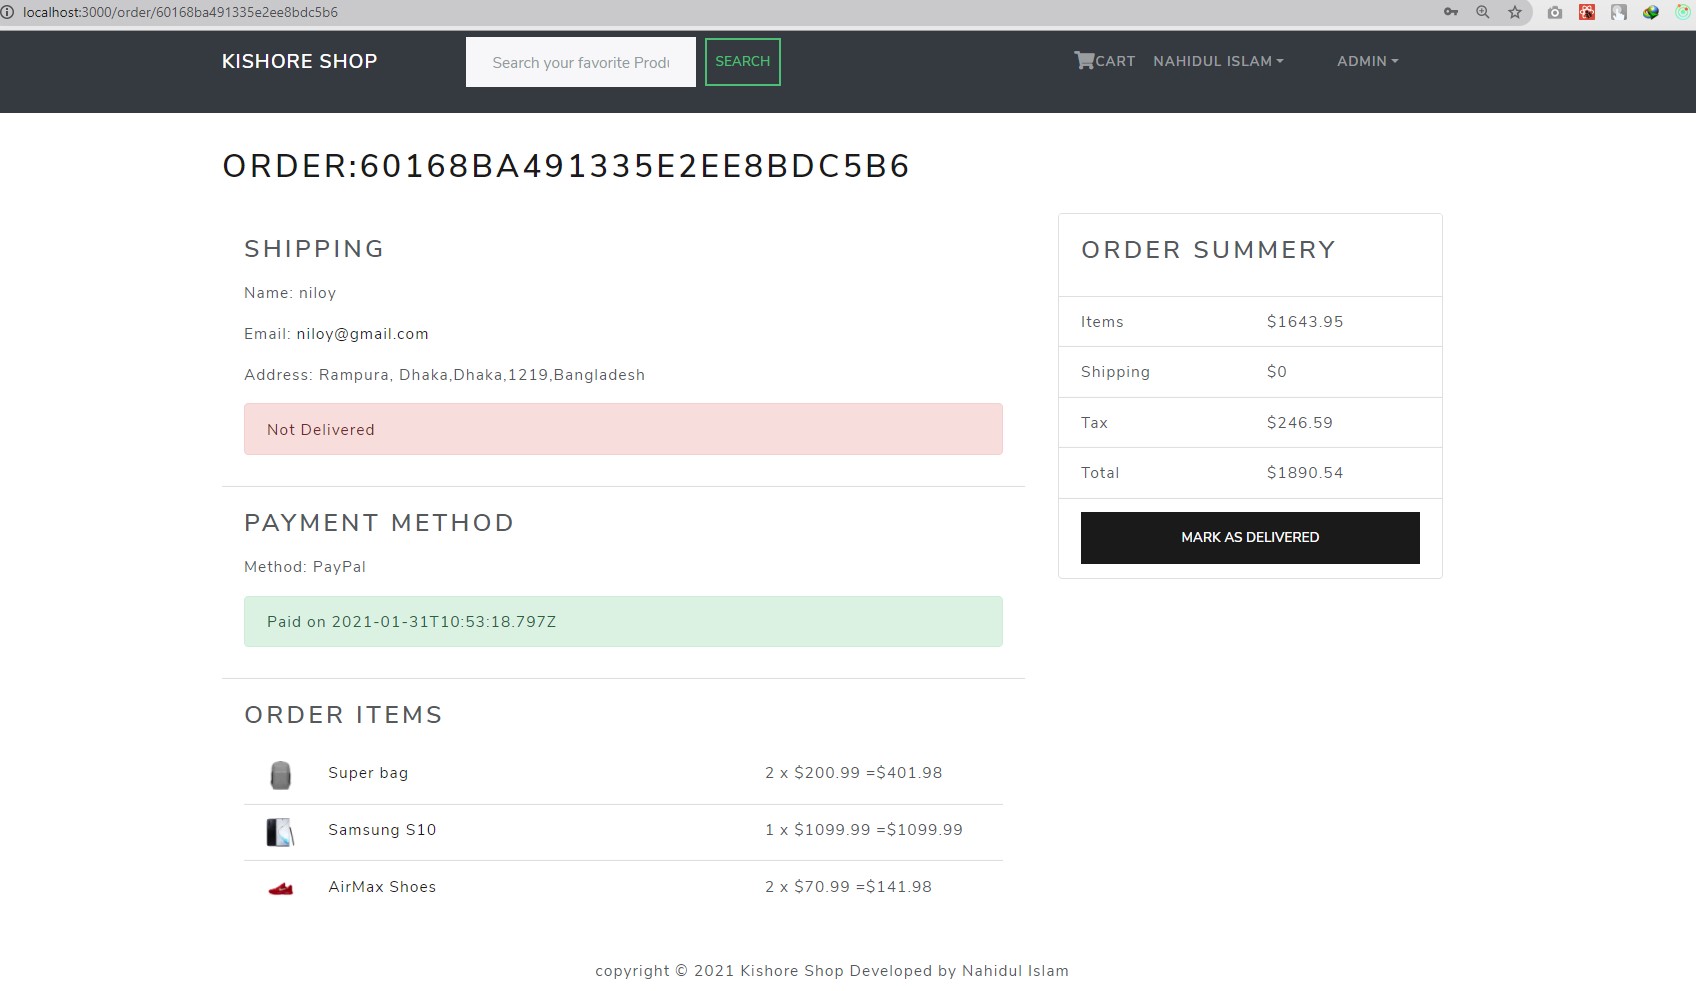 localhost:3000/order/60168ba491335e2ee8bdc5b6
KISHORE SHOP
Search your favorite Produ
SEARCH
CART
NAHIDUL ISLAM
ADMIN
ORDER:60168BA491335E2EE8BDC5B6
SHIPPING
Name: niloy
Email: niloy@gmail.com
Address: Rampura, Dhaka,Dhaka,1219,Bangladesh
Not Delivered
PAYMENT METHOD
Method: PayPal
Paid on 2021-01-31T10:53:18.797Z
ORDER ITEMS
Super bag 2 x $200.99 =$401.98
Samsung S10 1 x $1099.99 =$1099.99
AirMax Shoes 2 x $70.99 =$141.98
ORDER SUMMERY
Items $1643.95
Shipping $0
Tax $246.59
Total $1890.54
MARK AS DELIVERED
copyright © 2021 Kishore Shop Developed by Nahidul Islam